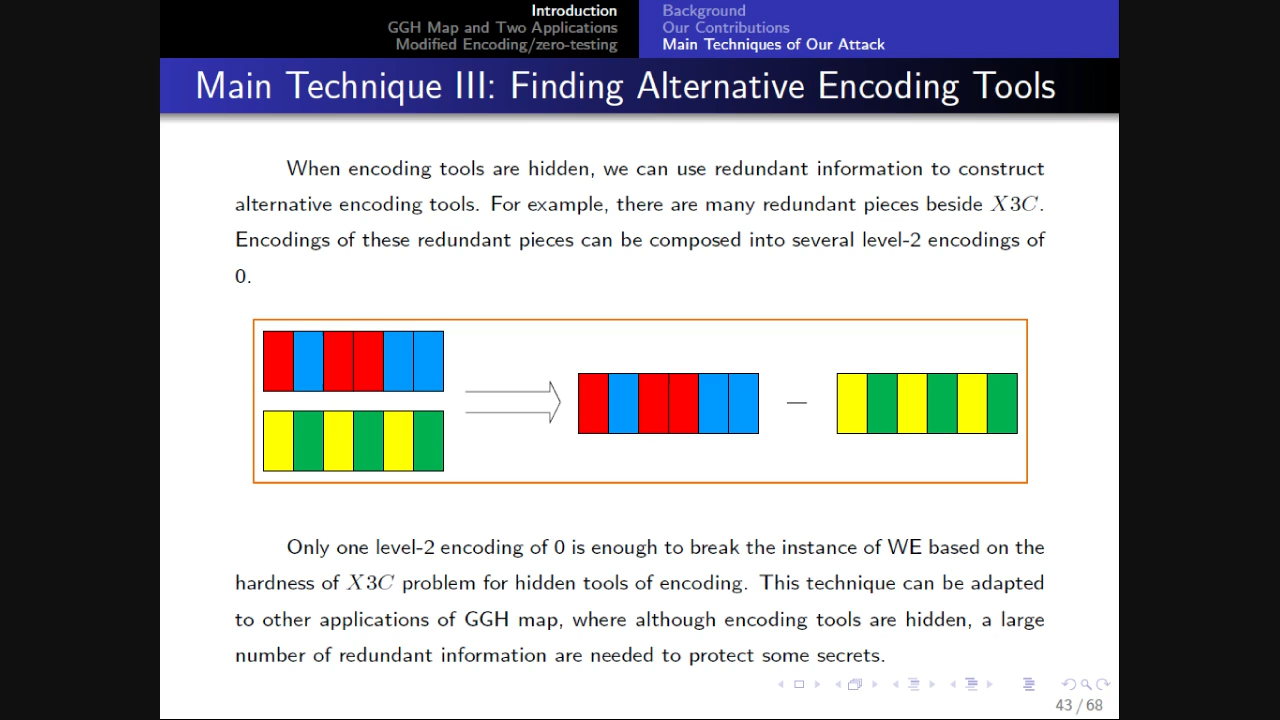 Introduction
GGH Map and Two Applications
Modified Encoding/zero-testing
Background
Our Contributions
Main Techniques of Our Attack
Main Technique III: Finding Alternative Encoding Tools
When encoding tools are hidden, we can use redundant information to construct
alternative encoding tools. For example, there are many redundant pieces beside X3C.
Encodings of these redundant pieces can be composed into several level-2 encodings of
0.
—
Only one level-2 encoding of 0 is enough to break the instance of WE based on the
hardness of X3C problem for hidden tools of encoding. This technique can be adapted
to other applications of GGH map, where although encoding tools are hidden, a large
number of redundant information are needed to protect some secrets.
43 / 68